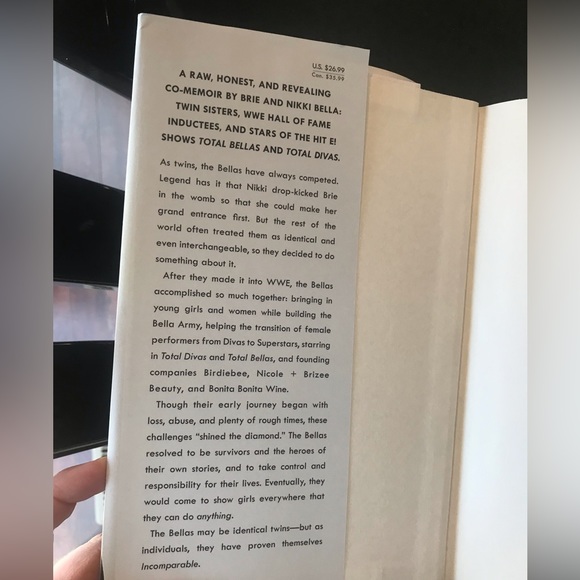 U.S. $26.99
Can. $35.99
A RAW, HONEST, AND REVEALING
CO-MEMOIR BY BRIE AND NIKKI BELLA:
TWIN SISTERS, WWE HALL OF FAME
INDUCTEES, AND STARS OF THE HIT E!
SHOWS TOTAL BELLAS AND TOTAL DIVAS.
As twins, the Bellas have always competed.
Legend has it that Nikki drop-kicked Brie
in the womb so that she could make her
grand entrance first. But the rest of the
world often treated them as identical and
even interchangeable, so they decided to do
something about it.
After they made it into WWE, the Bellas
accomplished so much together: bringing in
young girls and women while building the
Bella Army, helping the transition of female
performers from Divas to Superstars, starring
in Total Divas and Total Bellas, and founding
companies Birdiebee, Nicole + Brizee
Beauty, and Bonita Bonita Wine.
Though their early journey began with
loss, abuse, and plenty of rough times, these
challenges “shined the diamond.” The Bellas
resolved to be survivors and the heroes of
their own stories, and to take control and
responsibility for their lives. Eventually, they
would come to show girls everywhere that
they can do anything.
The Bellas may be identical twins—but as
individuals, they have proven themselves
Incomparable.